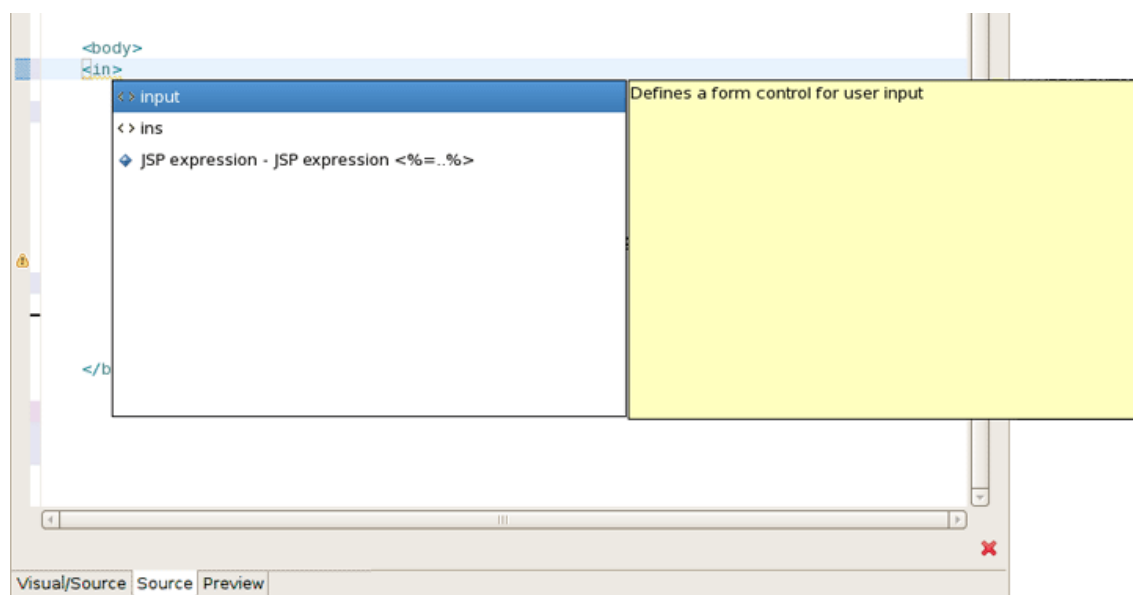 <body>
<in>
<> input
Defines a form control for user input
<> ins
JSP expression - JSP expression <%=..%>
</b
Visual/Source Source Preview